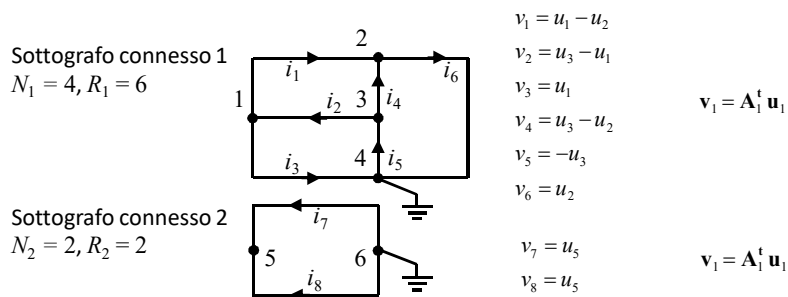 Sottografo connesso 1
N₁ = 4, R₁ = 6
1
2
3
4
i₁
i₂
i₃
i₄
i₅
i₆
v₁ = u₁ − u₂
v₂ = u₃ − u₁
v₃ = u₁
v₄ = u₃ − u₂
v₅ = −u₃
v₆ = u₂
v₁ = A₁ᵗ u₁
Sottografo connesso 2
N₂ = 2, R₂ = 2
5
6
i₇
i₈
v₇ = u₅
v₈ = u₅
v₁ = A₁ᵗ u₁